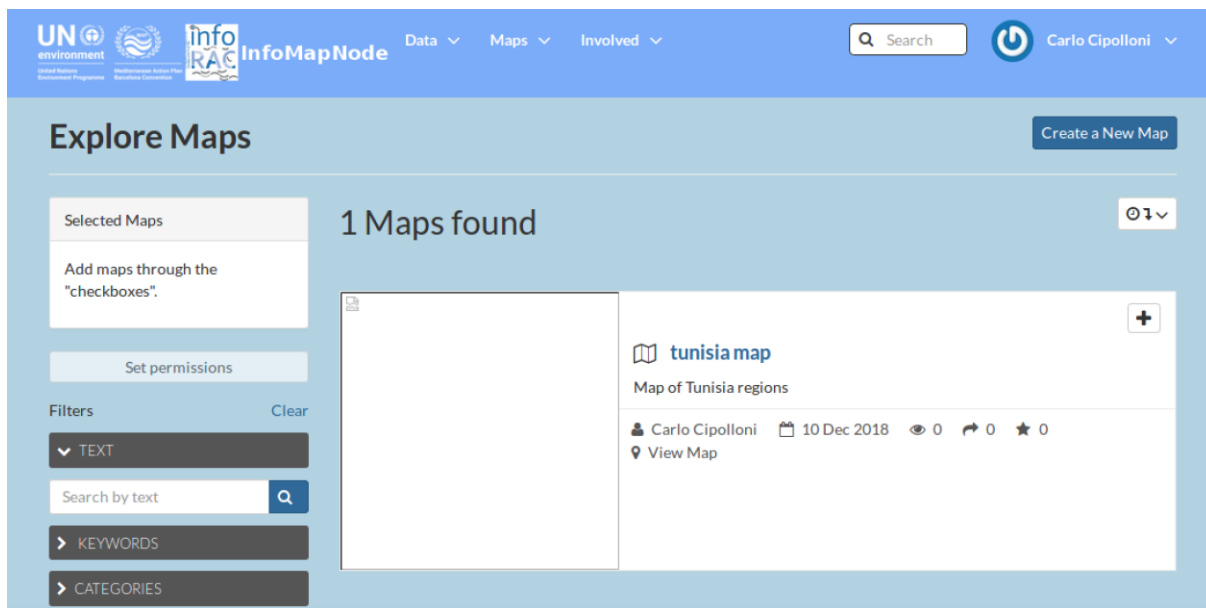 UN
environment
United Nations
Environment Programme
Mediterranean Action Plan
Barcelona Convention
info
RAC
InfoMapNode
Data
Maps
Involved
Search
Carlo Cipolloni
Explore Maps
Create a New Map
Selected Maps
Add maps through the
"checkboxes".
Set permissions
Filters Clear
TEXT
Search by text
KEYWORDS
CATEGORIES
1 Maps found
tunisia map
Map of Tunisia regions
Carlo Cipolloni 10 Dec 2018 0 0 0
View Map